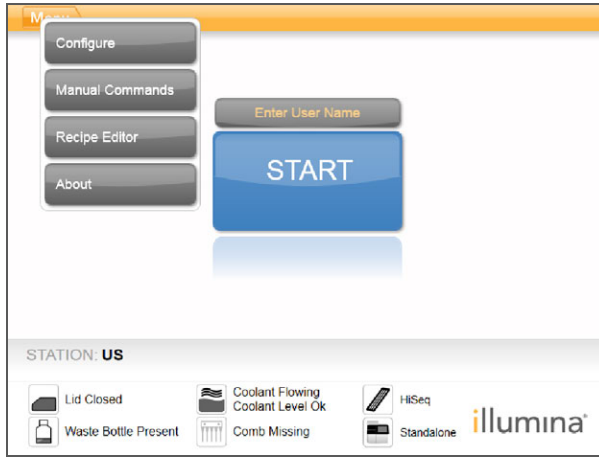 Menu
Configure
Manual Commands
Recipe Editor
About
Enter User Name
START
STATION: US
Lid Closed
Coolant Flowing
Coolant Level Ok
HiSeq
Waste Bottle Present
Comb Missing
Standalone
illumina®